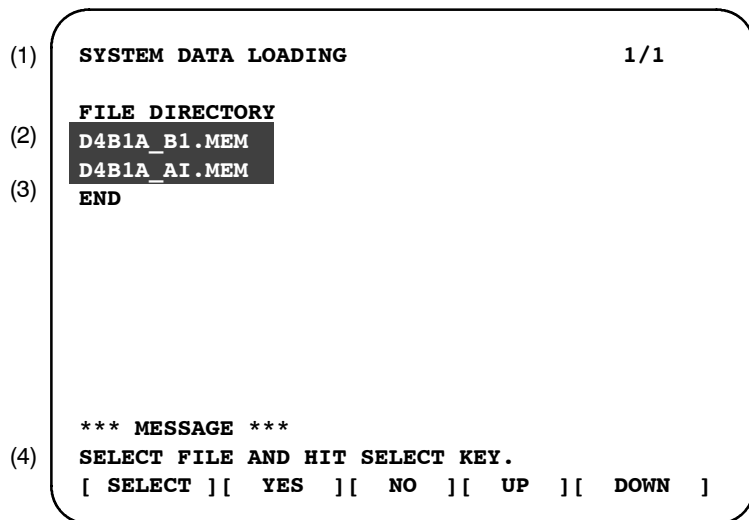 (1) SYSTEM DATA LOADING 1/1
FILE DIRECTORY
(2) D4B1A_B1.MEM
D4B1A_AI.MEM
(3) END
*** MESSAGE ***
(4) SELECT FILE AND HIT SELECT KEY.
[ SELECT ][ YES ][ NO ][ UP ][ DOWN ]